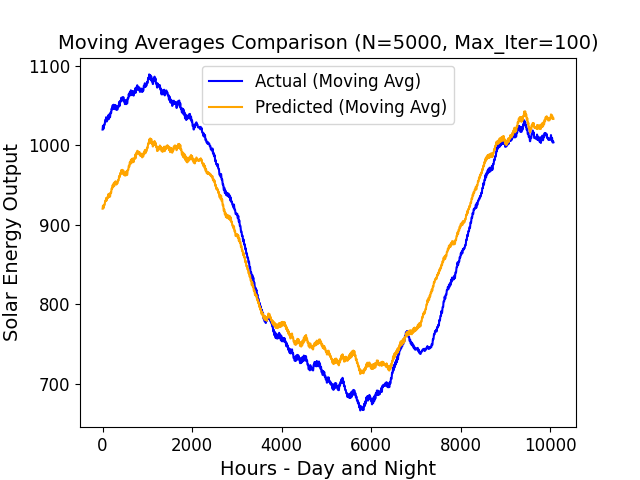 Moving Averages Comparison (N=5000, Max_Iter=100)
Actual (Moving Avg)
Predicted (Moving Avg)
Solar Energy Output
1100
1000
900
800
700
0 2000 4000 6000 8000 10000
Hours - Day and Night